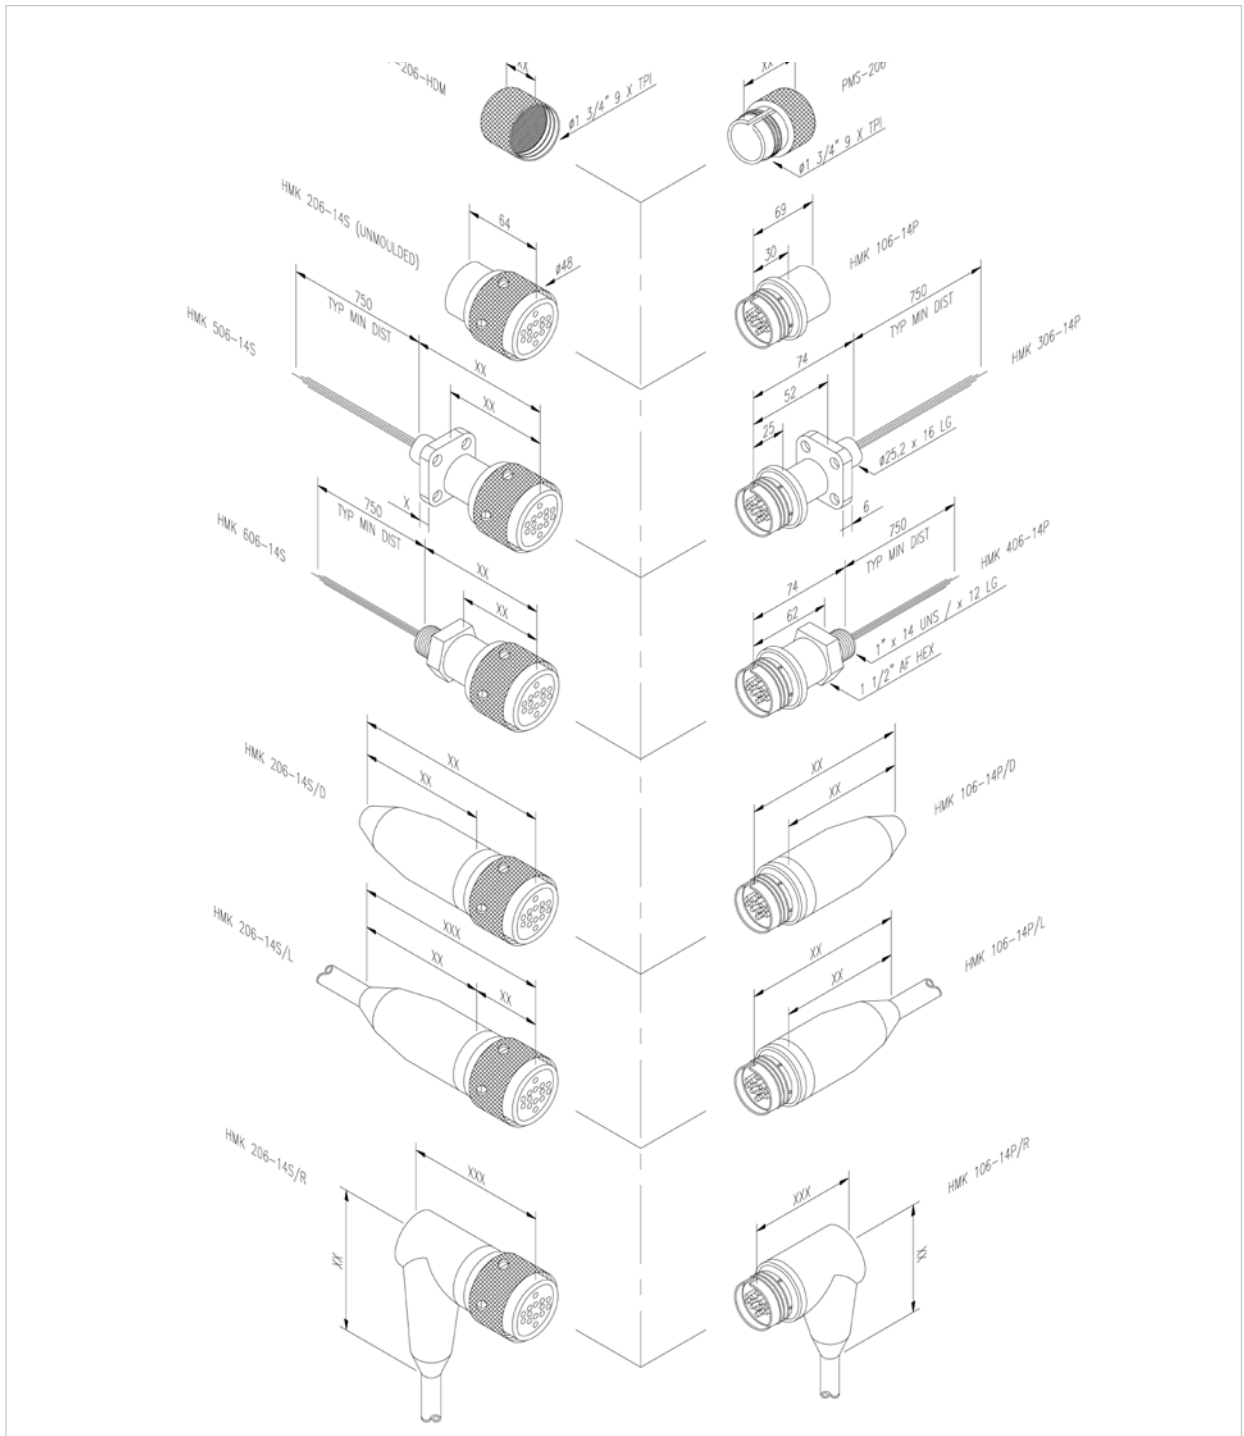 XX
-206-HDM
ø1 3/4" 9 X TPI
XX
PMS-206
ø1 3/4" 9 X TPI
HMK 206-14S (UNMOULDED)
64
ø48
69
30
HMK 106-14P
HMK 506-14S
750
TYP MIN DIST
XX
XX
X
74
52
25
750
TYP MIN DIST
HMK 306-14P
ø25.2 x 16 LG
6
HMK 606-14S
750
TYP MIN DIST
XX
XX
74
62
750
TYP MIN DIST
HMK 406-14P
1" x 14 UNS / x 12 LG
1 1/2" AF HEX
HMK 206-14S/D
XX
XX
XX
XX
HMK 106-14P/D
HMK 206-14S/L
XXX
XX
XX
XX
XX
HMK 106-14P/L
HMK 206-14S/R
XXX
XX
XXX
XX
HMK 106-14P/R